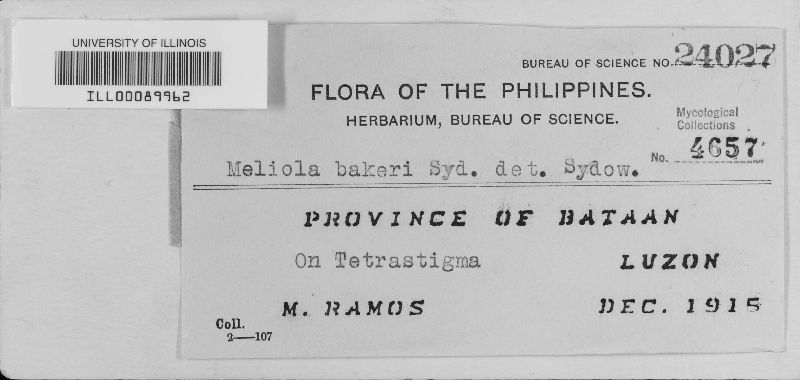 UNIVERSITY OF ILLINOIS
ILL00089962
BUREAU OF SCIENCE NO. 24027
FLORA OF THE PHILIPPINES.
HERBARIUM, BUREAU OF SCIENCE.
Mycological
Collections
No. 4657
Meliola bakeri Syd. det. Sydow.
PROVINCE OF BATAAN
On Tetrastigma LUZON
M. RAMOS DEC. 1915
Coll.
2—107